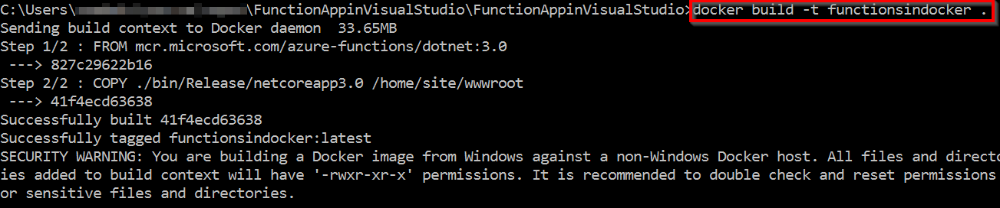 C:\Users\ \FunctionAppinVisualStudio\FunctionAppinVisualStudio>docker build -t functionsindocker .
Sending build context to Docker daemon  33.65MB
Step 1/2 : FROM mcr.microsoft.com/azure-functions/dotnet:3.0
 ---> 827c29622b16
Step 2/2 : COPY ./bin/Release/netcoreapp3.0 /home/site/wwwroot
 ---> 41f4ecd63638
Successfully built 41f4ecd63638
Successfully tagged functionsindocker:latest
SECURITY WARNING: You are building a Docker image from Windows against a non-Windows Docker host. All files and directo
ies added to build context will have '-rwxr-xr-x' permissions. It is recommended to double check and reset permissions
or sensitive files and directories.